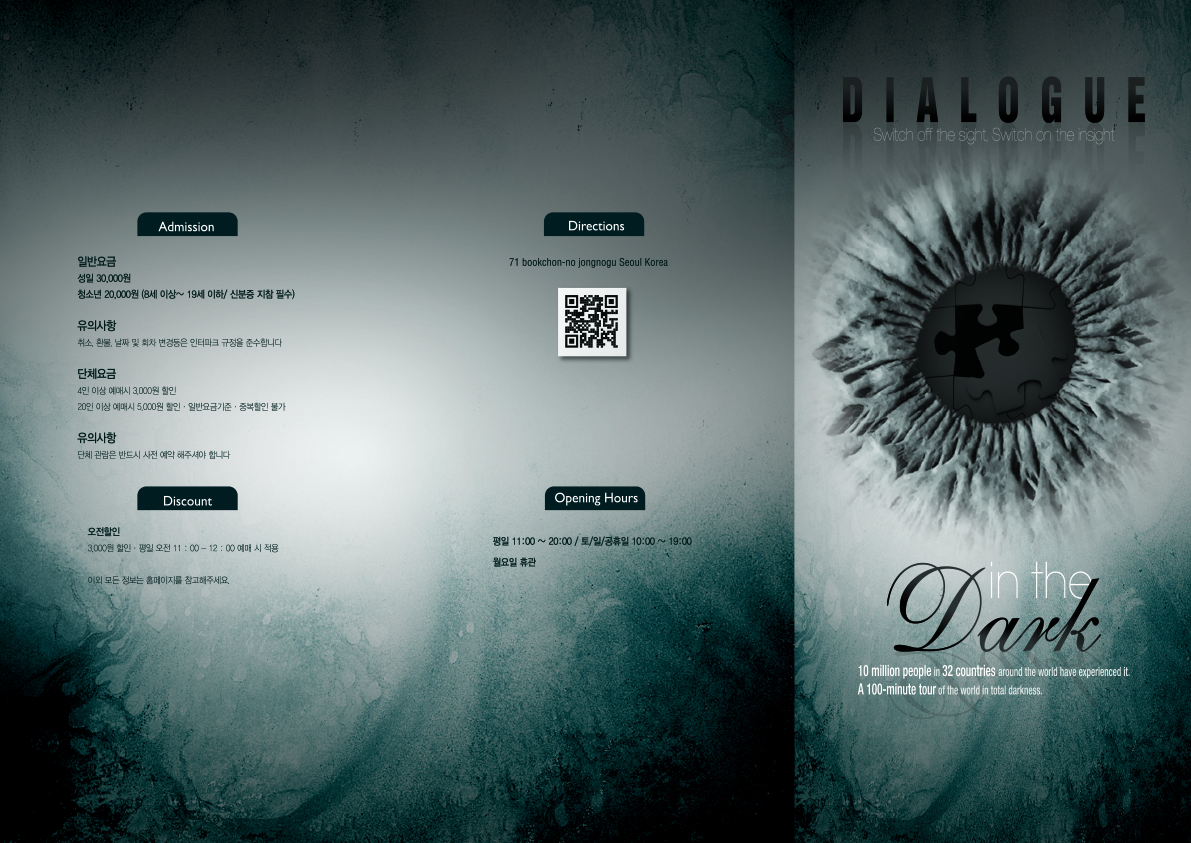 Admission
일반요금
성일 30,000원
청소년 20,000원 (8세 이상~ 19세 이하/ 신분증 지참 필수)
유의사항
취소, 환불, 날짜 및 회차 변경등은 인터파크 규정을 준수합니다
단체요금
4인 이상 예매시 3,000원 할인
20인 이상 예매시 5,000원 할인 · 일반요금기준 · 중복할인 불가
유의사항
단체 관람은 반드시 사전 예약 해주셔야 합니다
Discount
오전할인
3,000원 할인 · 평일 오전 11 : 00 – 12 : 00 예매 시 적용
이외 모든 정보는 홈페이지를 참고해주세요.
Directions
71 bookchon-no jongnogu Seoul Korea
Opening Hours
평일 11:00 ~ 20:00 / 토/일/공휴일 10:00 ~ 19:00
월요일 휴관
DIALOGUE
Switch off the sight, Switch on the insight
in the
Dark
10 million people in 32 countries around the world have experienced it.
A 100-minute tour of the world in total darkness.